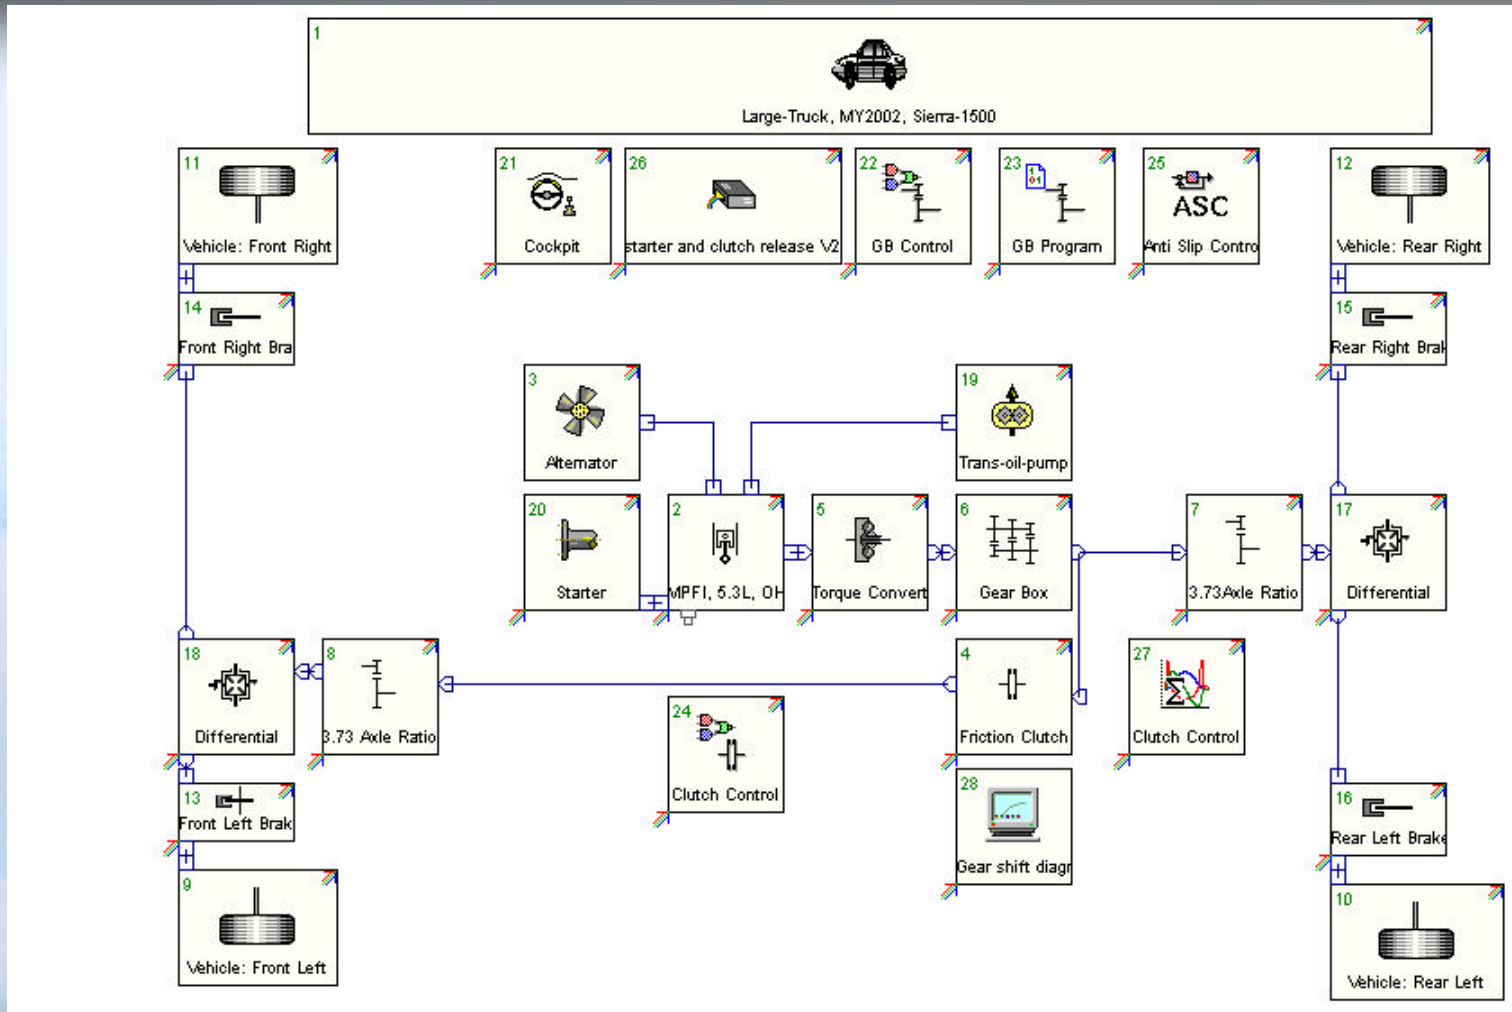 1
Large-Truck, MY2002, Sierra-1500
11
Vehicle: Front Right
21
Cockpit
26
starter and clutch release V2
22
GB Control
23
1
01
GB Program
25
ASC
Anti Slip Contro
12
Vehicle: Rear Right
14
Front Right Bra
15
Rear Right Brak
3
Alternator
19
Trans-oil-pump
20
Starter
2
MPFI, 5.3L, OH
5
Torque Convert
6
Gear Box
7
3.73Axle Ratio
17
Differential
18
Differential
8
3.73 Axle Ratio
24
Clutch Control
4
Friction Clutch
27
Σ
Clutch Control
13
Front Left Brak
28
Gear shift diagr
16
Rear Left Brake
9
Vehicle: Front Left
10
Vehicle: Rear Left